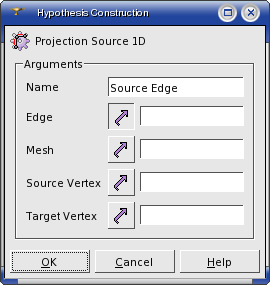 Hypothesis Construction
Projection Source 1D
Arguments
Name Source Edge
Edge
Mesh
Source Vertex
Target Vertex
OK Cancel Help